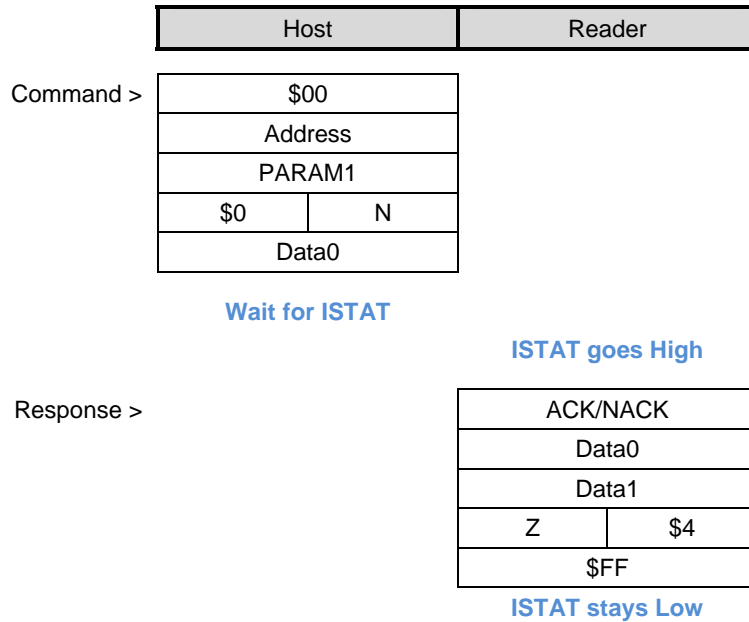 Host Reader
Command > $00
Address
PARAM1
$0 N
Data0
Wait for ISTAT
ISTAT goes High
Response > ACK/NACK
Data0
Data1
Z $4
$FF
ISTAT stays Low